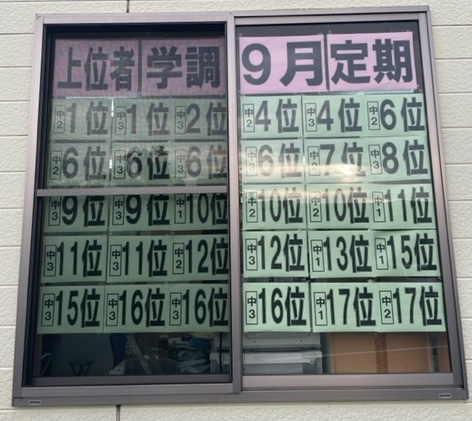 上位者 学調 9月 定期
中2 1位 中3 1位 中3 2位 中2 4位 中3 4位 中2 6位
中2 6位 中3 6位 中3 6位 中3 6位 中2 7位 中3 8位
中3 9位 中3 9位 中1 10位 中2 10位 中2 10位 中1 11位
中3 11位 中3 11位 中2 12位 中3 12位 中1 13位 中1 15位
中3 15位 中3 16位 中3 16位 中3 16位 中1 17位 中2 17位